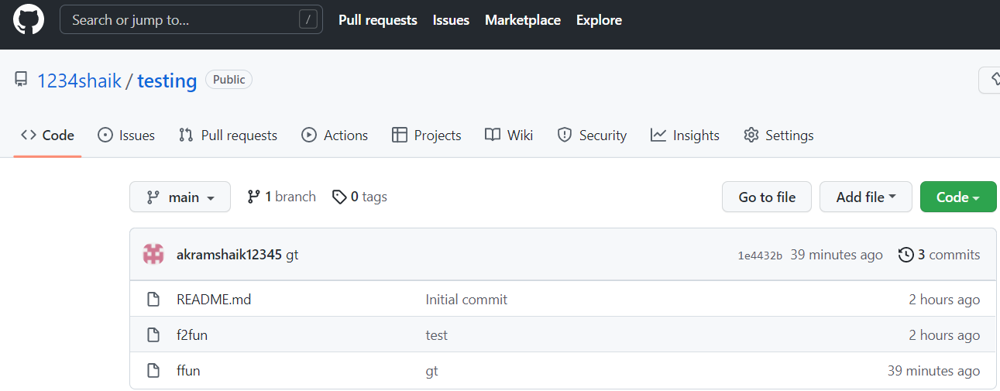 Search or jump to... /
Pull requests Issues Marketplace Explore
1234shaik / testing Public
Code Issues Pull requests Actions Projects Wiki Security Insights Settings
main 1 branch 0 tags Go to file Add file Code
akramshaik12345 gt 1e4432b 39 minutes ago 3 commits
README.md Initial commit 2 hours ago
f2fun test 2 hours ago
ffun gt 39 minutes ago